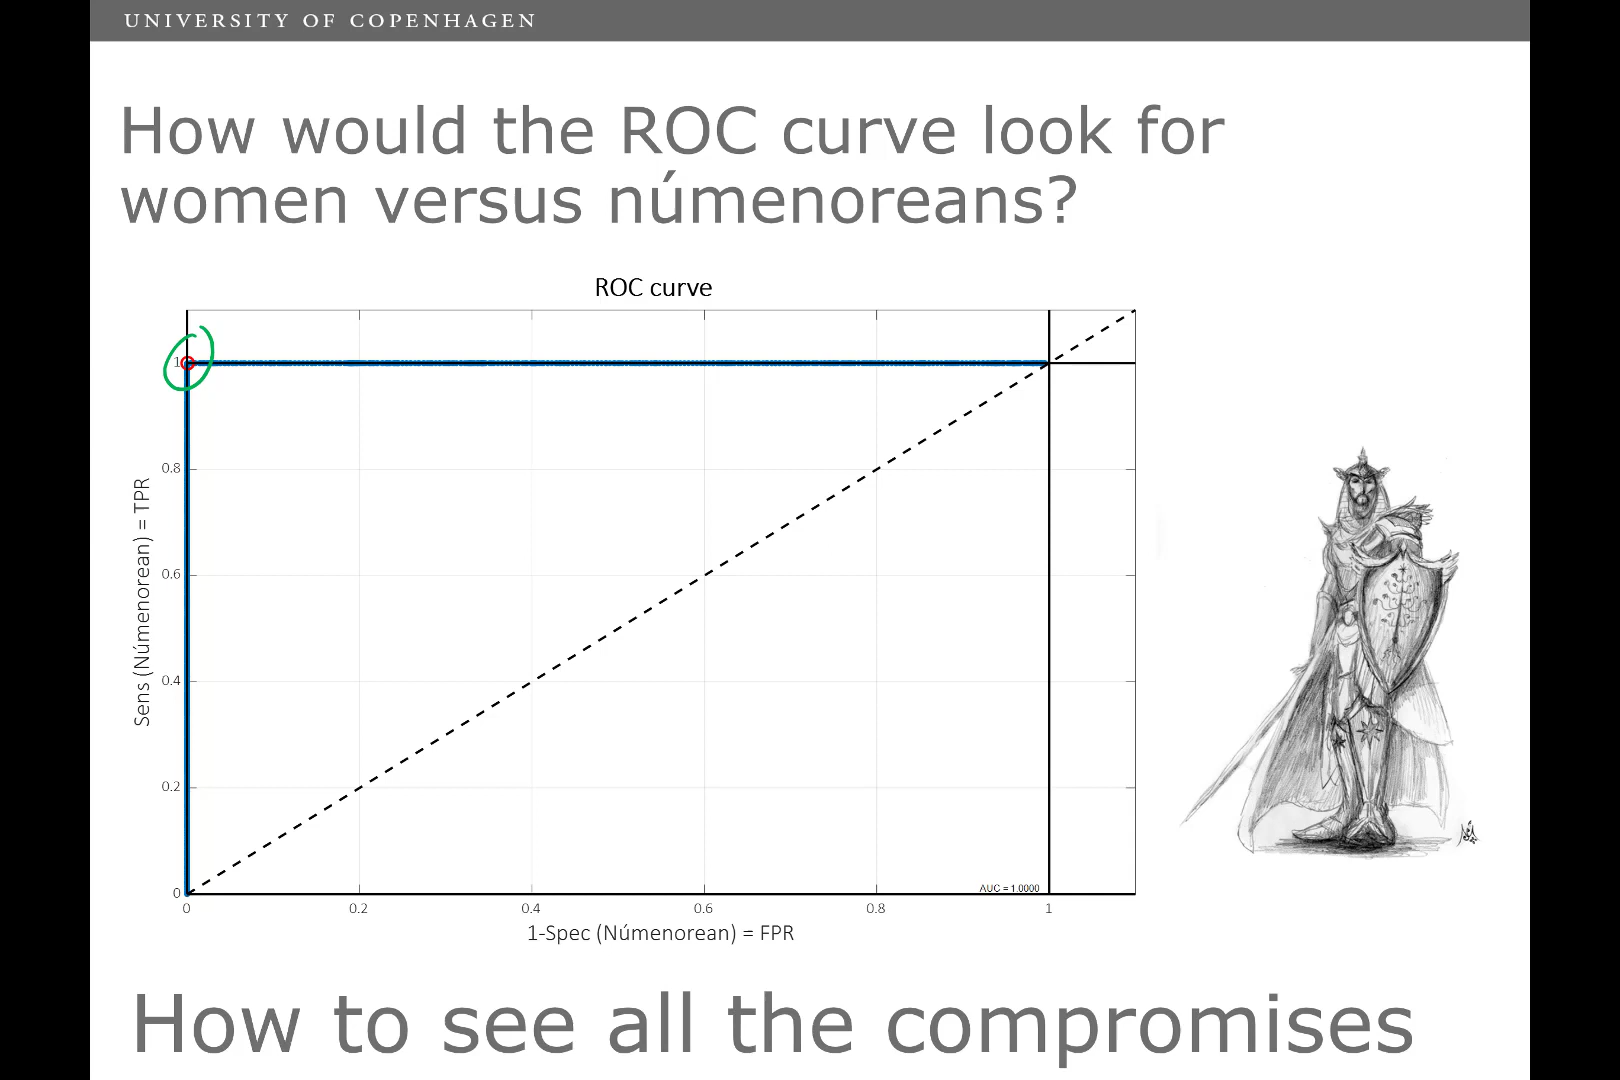 UNIVERSITY OF COPENHAGEN
How would the ROC curve look for
women versus númenoreans?
ROC curve
Sens (Númenorean) = TPR
1
0.8
0.6
0.4
0.2
0
AUC = 1.0000
0 0.2 0.4 0.6 0.8 1
1-Spec (Númenorean) = FPR
How to see all the compromises